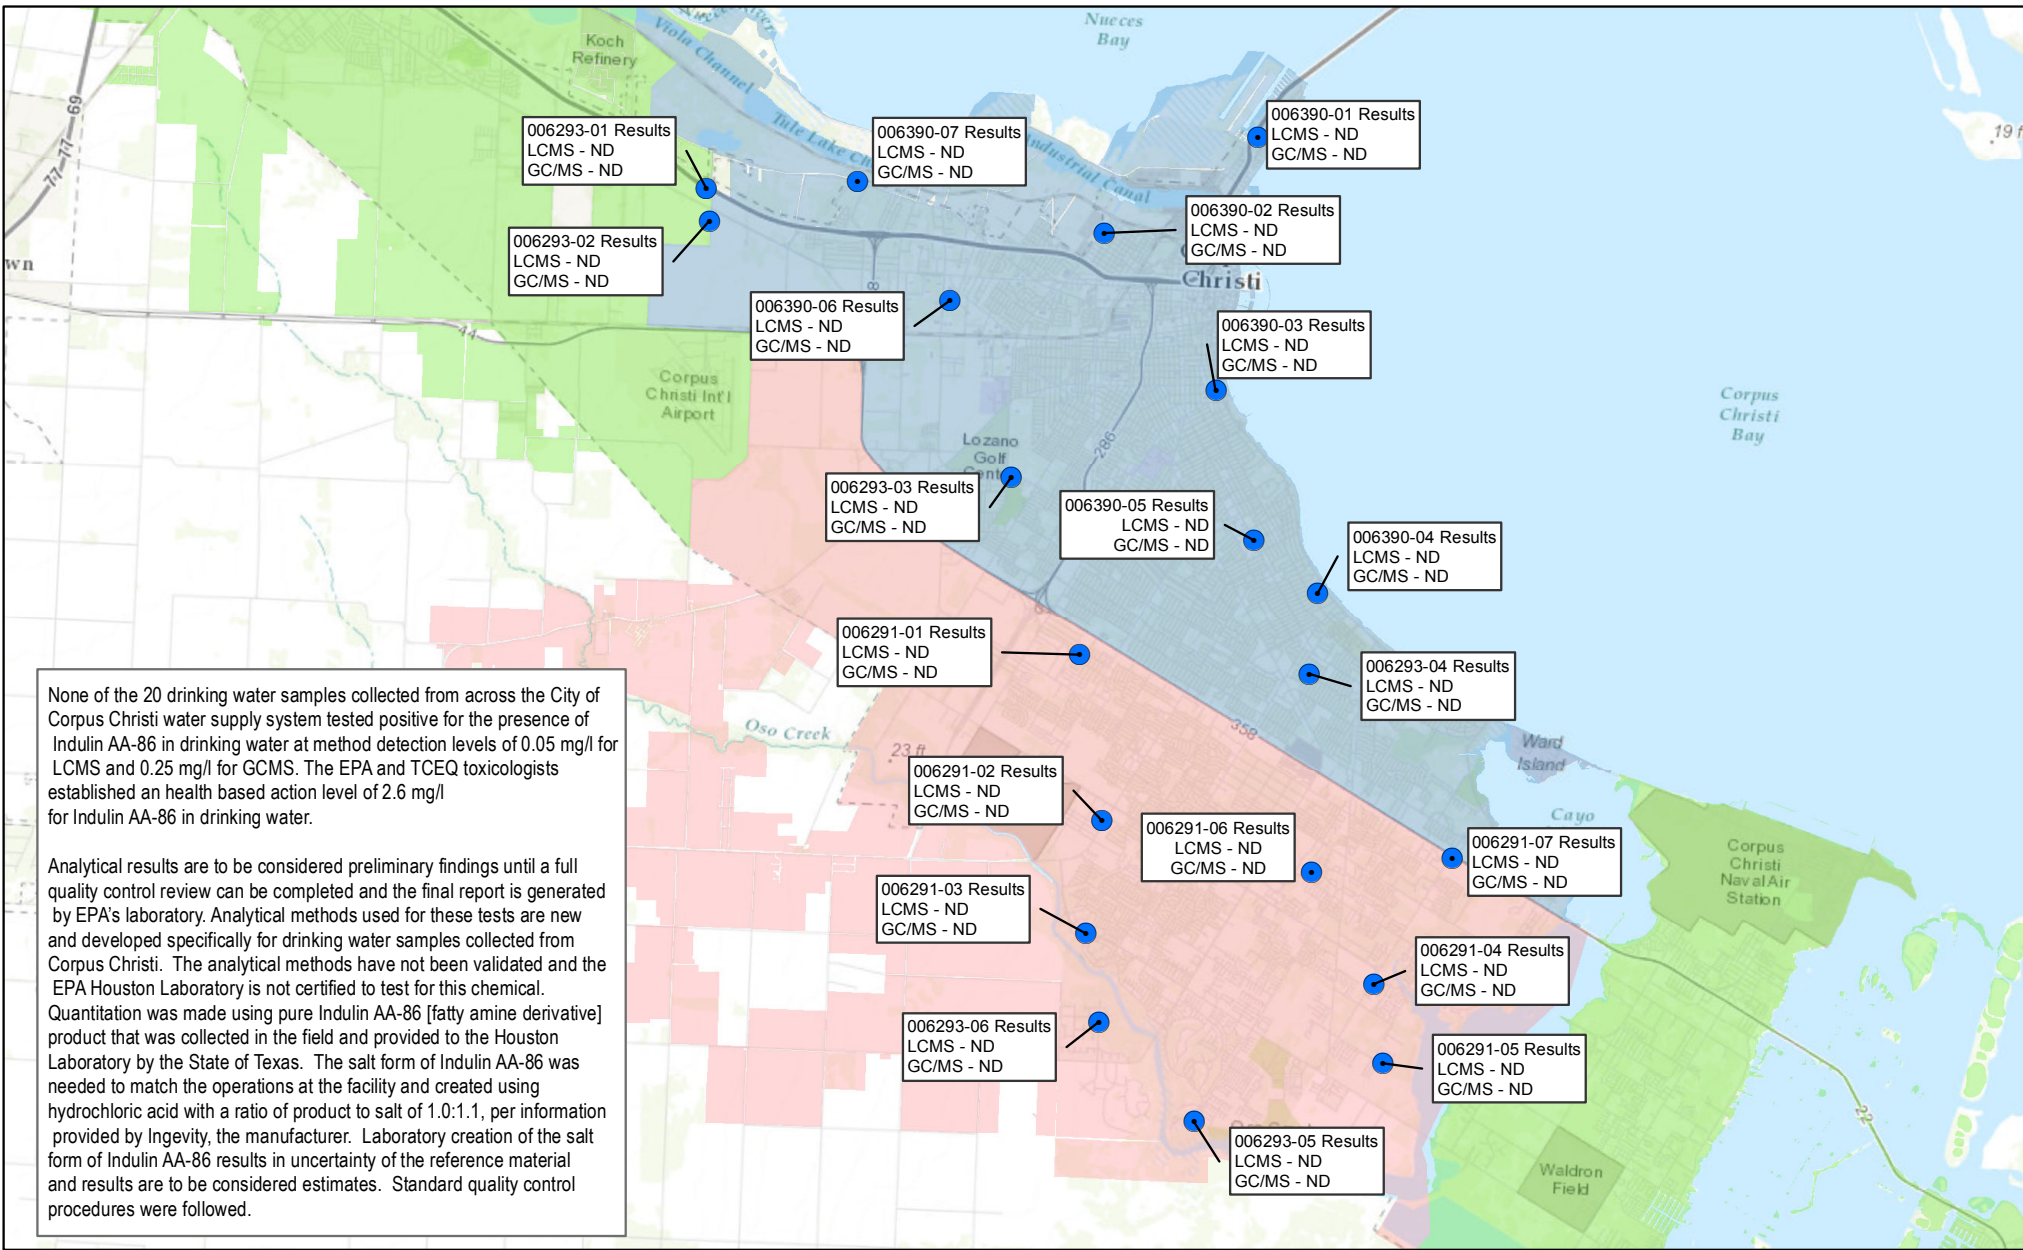 Nueces
Bay
Koch
Refinery
Viola Channel
Tule Lake Ch
Industrial Canal
69
77
77
19 f
006293-01 Results
LCMS - ND
GC/MS - ND
006390-07 Results
LCMS - ND
GC/MS - ND
006390-01 Results
LCMS - ND
GC/MS - ND
006293-02 Results
LCMS - ND
GC/MS - ND
006390-02 Results
LCMS - ND
GC/MS - ND
wn
Christi
006390-06 Results
LCMS - ND
GC/MS - ND
44
006390-03 Results
LCMS - ND
GC/MS - ND
Corpus
Christi Int'l
Airport
Corpus
Christi
Bay
286
Lozano
Golf
Cent
006293-03 Results
LCMS - ND
GC/MS - ND
006390-05 Results
LCMS - ND
GC/MS - ND
006390-04 Results
LCMS - ND
GC/MS - ND
006291-01 Results
LCMS - ND
GC/MS - ND
006293-04 Results
LCMS - ND
GC/MS - ND
358
Oso Creek
23 ft
Ward
Island
Cayo
006291-02 Results
LCMS - ND
GC/MS - ND
006291-06 Results
LCMS - ND
GC/MS - ND
006291-07 Results
LCMS - ND
GC/MS - ND
Corpus
Christi
Naval Air
Station
006291-03 Results
LCMS - ND
GC/MS - ND
006291-04 Results
LCMS - ND
GC/MS - ND
006293-06 Results
LCMS - ND
GC/MS - ND
006291-05 Results
LCMS - ND
GC/MS - ND
22
006293-05 Results
LCMS - ND
GC/MS - ND
Waldron
Field
None of the 20 drinking water samples collected from across the City of
Corpus Christi water supply system tested positive for the presence of
Indulin AA-86 in drinking water at method detection levels of 0.05 mg/l for
LCMS and 0.25 mg/l for GCMS. The EPA and TCEQ toxicologists
established an health based action level of 2.6 mg/l
for Indulin AA-86 in drinking water.
Analytical results are to be considered preliminary findings until a full
quality control review can be completed and the final report is generated
by EPA's laboratory. Analytical methods used for these tests are new
and developed specifically for drinking water samples collected from
Corpus Christi. The analytical methods have not been validated and the
EPA Houston Laboratory is not certified to test for this chemical.
Quantitation was made using pure Indulin AA-86 [fatty amine derivative]
product that was collected in the field and provided to the Houston
Laboratory by the State of Texas. The salt form of Indulin AA-86 was
needed to match the operations at the facility and created using
hydrochloric acid with a ratio of product to salt of 1.0:1.1, per information
provided by Ingevity, the manufacturer. Laboratory creation of the salt
form of Indulin AA-86 results in uncertainty of the reference material
and results are to be considered estimates. Standard quality control
procedures were followed.